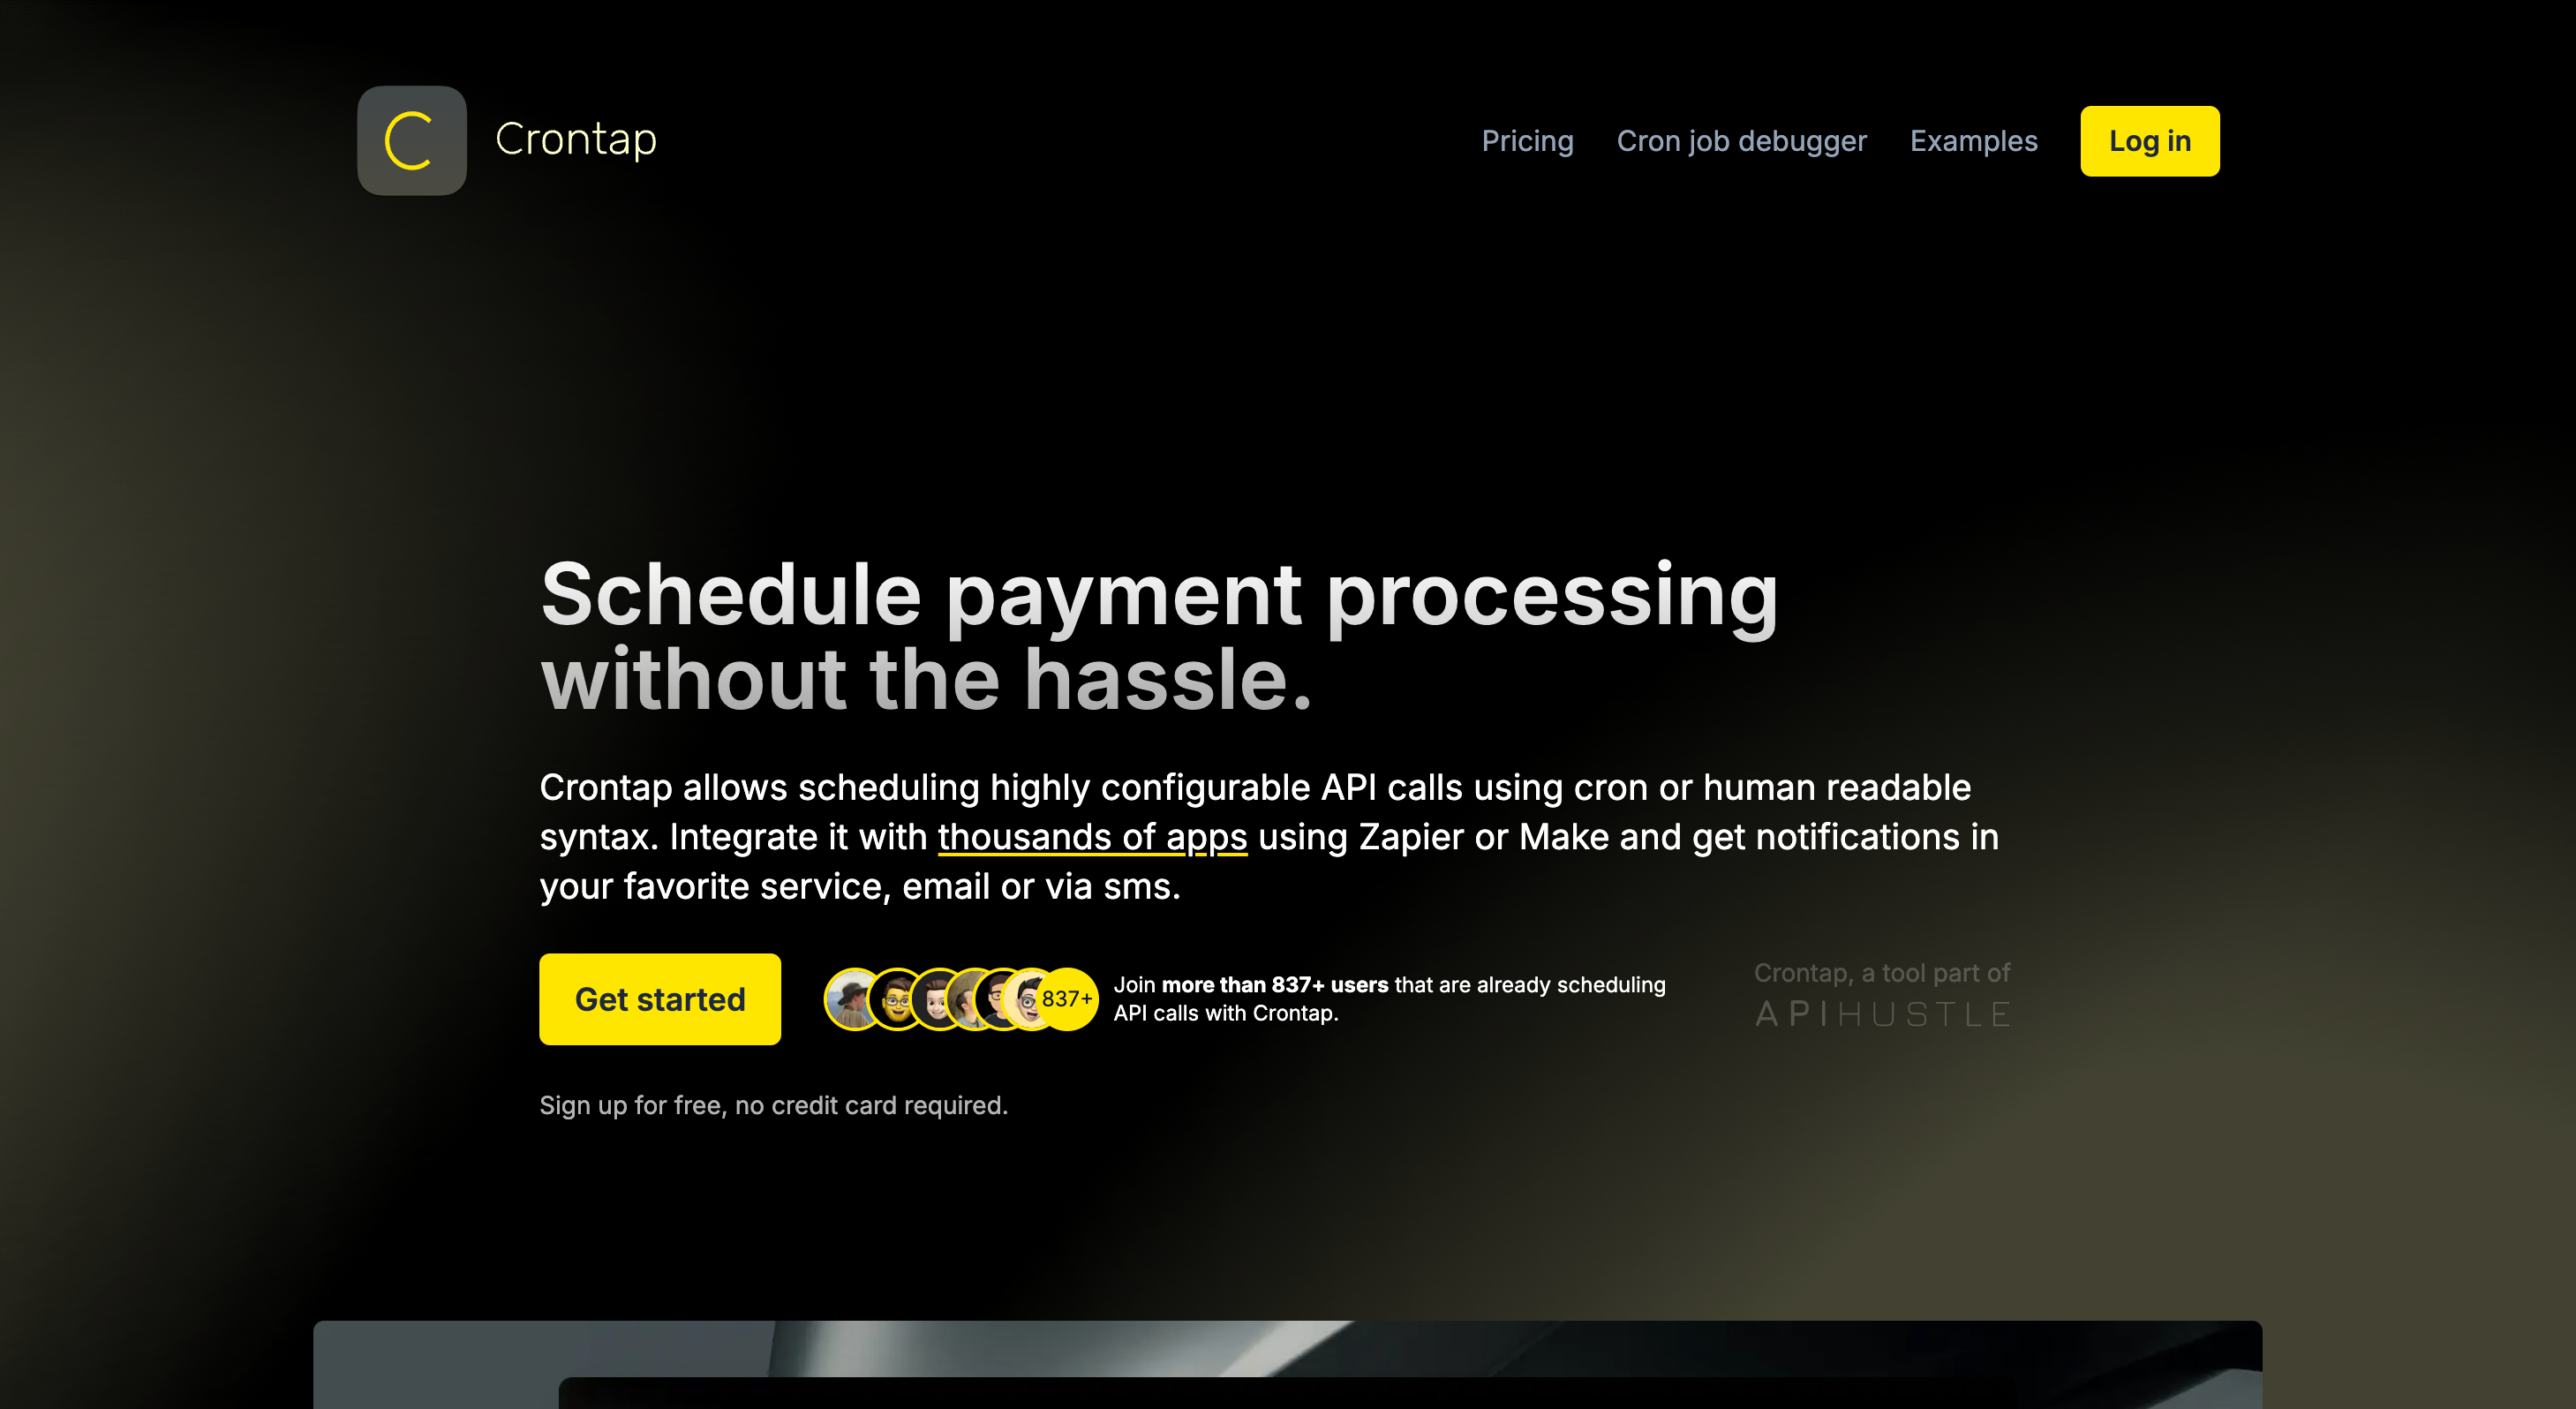 C
Crontap
Pricing
Cron job debugger
Examples
Log in
Schedule payment processing
without the hassle.
Crontap allows scheduling highly configurable API calls using cron or human readable
syntax. Integrate it with thousands of apps using Zapier or Make and get notifications in
your favorite service, email or via sms.
Get started
837+
Join more than 837+ users that are already scheduling
API calls with Crontap.
Crontap, a tool part of
APIHUSTLE
Sign up for free, no credit card required.